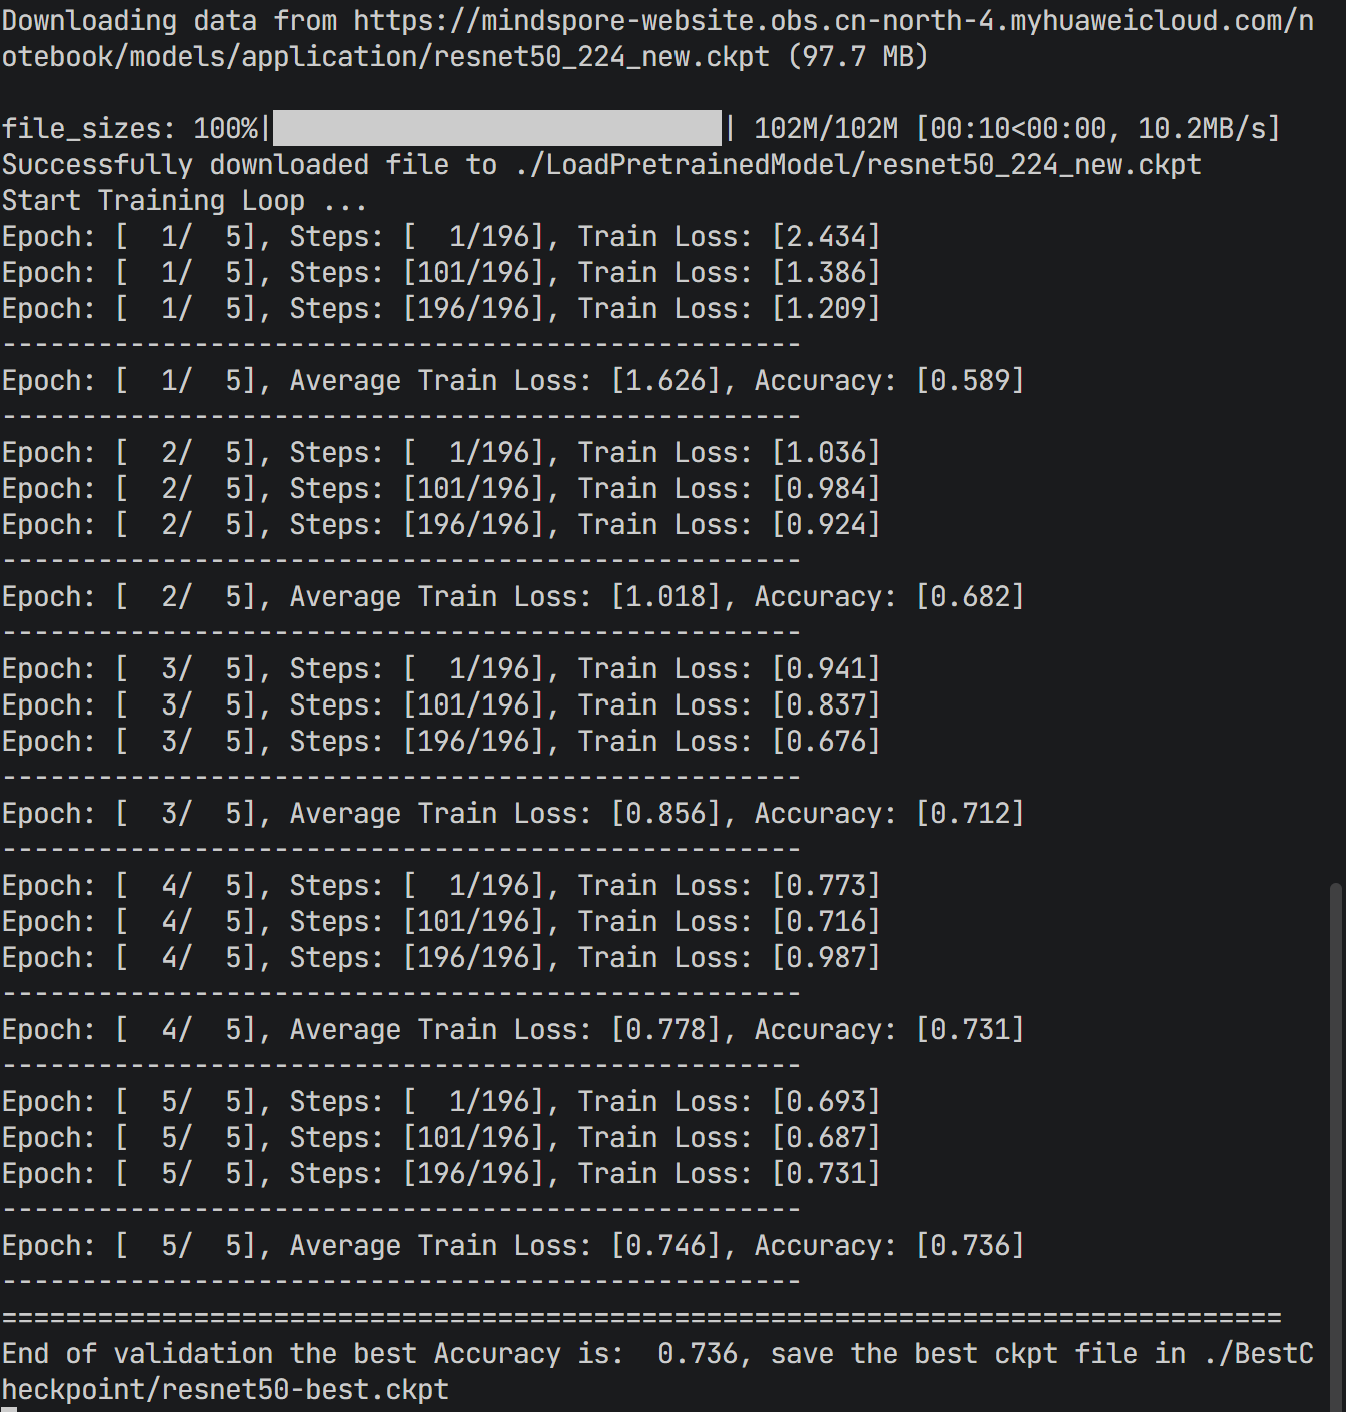 Downloading data from https://mindspore-website.obs.cn-north-4.myhuaweicloud.com/n
otebook/models/application/resnet50_224_new.ckpt (97.7 MB)
file_sizes: 100%|██████████████████████████| 102M/102M [00:10<00:00, 10.2MB/s]
Successfully downloaded file to ./LoadPretrainedModel/resnet50_224_new.ckpt
Start Training Loop ...
Epoch: [  1/  5], Steps: [  1/196], Train Loss: [2.434]
Epoch: [  1/  5], Steps: [101/196], Train Loss: [1.386]
Epoch: [  1/  5], Steps: [196/196], Train Loss: [1.209]
--------------------------------------------------
Epoch: [  1/  5], Average Train Loss: [1.626], Accuracy: [0.589]
--------------------------------------------------
Epoch: [  2/  5], Steps: [  1/196], Train Loss: [1.036]
Epoch: [  2/  5], Steps: [101/196], Train Loss: [0.984]
Epoch: [  2/  5], Steps: [196/196], Train Loss: [0.924]
--------------------------------------------------
Epoch: [  2/  5], Average Train Loss: [1.018], Accuracy: [0.682]
--------------------------------------------------
Epoch: [  3/  5], Steps: [  1/196], Train Loss: [0.941]
Epoch: [  3/  5], Steps: [101/196], Train Loss: [0.837]
Epoch: [  3/  5], Steps: [196/196], Train Loss: [0.676]
--------------------------------------------------
Epoch: [  3/  5], Average Train Loss: [0.856], Accuracy: [0.712]
--------------------------------------------------
Epoch: [  4/  5], Steps: [  1/196], Train Loss: [0.773]
Epoch: [  4/  5], Steps: [101/196], Train Loss: [0.716]
Epoch: [  4/  5], Steps: [196/196], Train Loss: [0.987]
--------------------------------------------------
Epoch: [  4/  5], Average Train Loss: [0.778], Accuracy: [0.731]
--------------------------------------------------
Epoch: [  5/  5], Steps: [  1/196], Train Loss: [0.693]
Epoch: [  5/  5], Steps: [101/196], Train Loss: [0.687]
Epoch: [  5/  5], Steps: [196/196], Train Loss: [0.731]
--------------------------------------------------
Epoch: [  5/  5], Average Train Loss: [0.746], Accuracy: [0.736]
--------------------------------------------------
================================================================================
End of validation the best Accuracy is:  0.736, save the best ckpt file in ./BestC
heckpoint/resnet50-best.ckpt